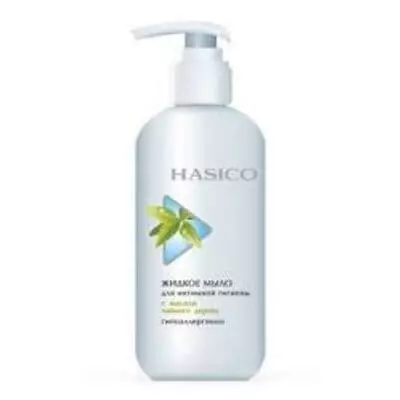 HASICO
ЖИДКОЕ МЫЛО
для интимной гигиены
с маслом
чайного дерева
гипоаллергенно